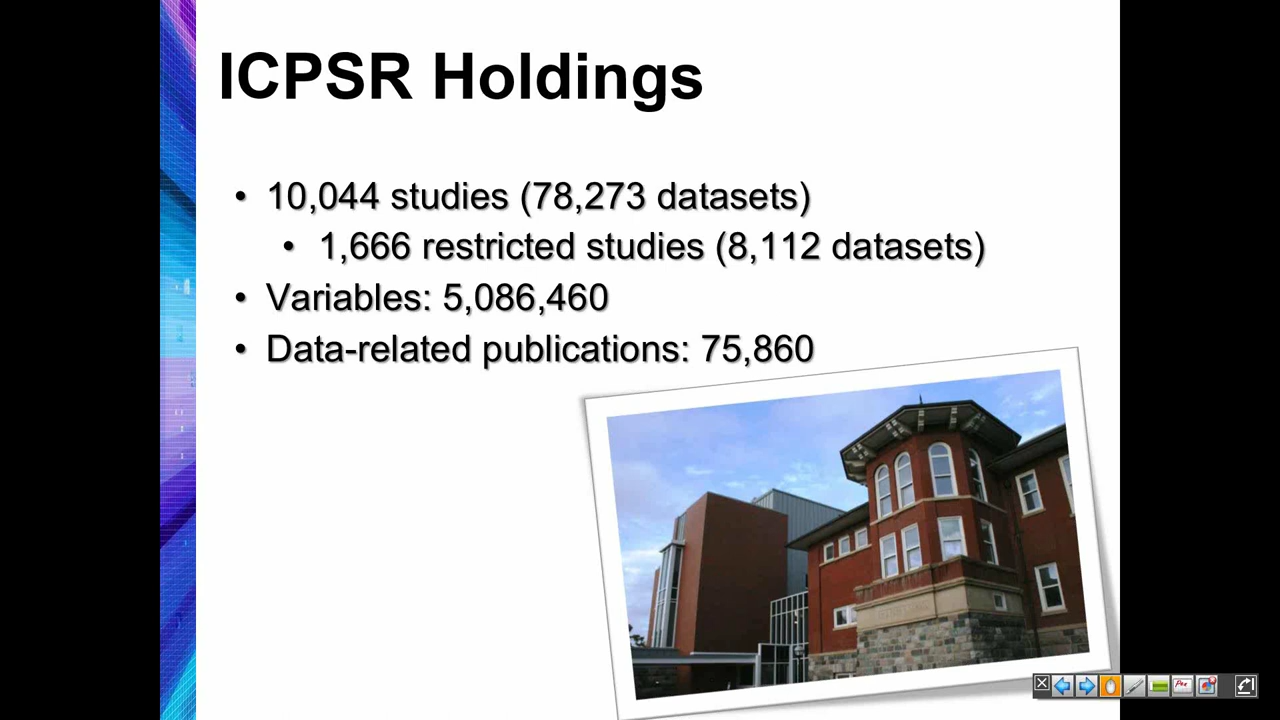 ICPSR Holdings
• 10,044 studies (78,273 datasets)
• 1,666 restricted studies (8,112 datasets)
• Variables: 5,086,460
• Data-related publications: 75,860